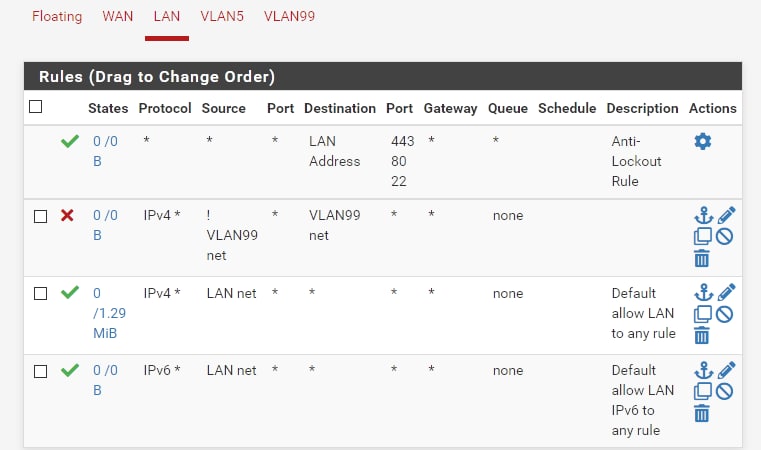 Floating WAN LAN VLAN5 VLAN99
Rules (Drag to Change Order)
States Protocol Source Port Destination Port Gateway Queue Schedule Description Actions
0 /0 * * * LAN 443 * * Anti-
B Address 80 Lockout
22 Rule
0 /0 IPv4 * ! * VLAN99 * * none
B VLAN99 net
net
0 IPv4 * LAN net * * * * none Default
/1.29 allow LAN
MiB to any rule
0 /0 IPv6 * LAN net * * * * none Default
B allow LAN
IPv6 to
any rule